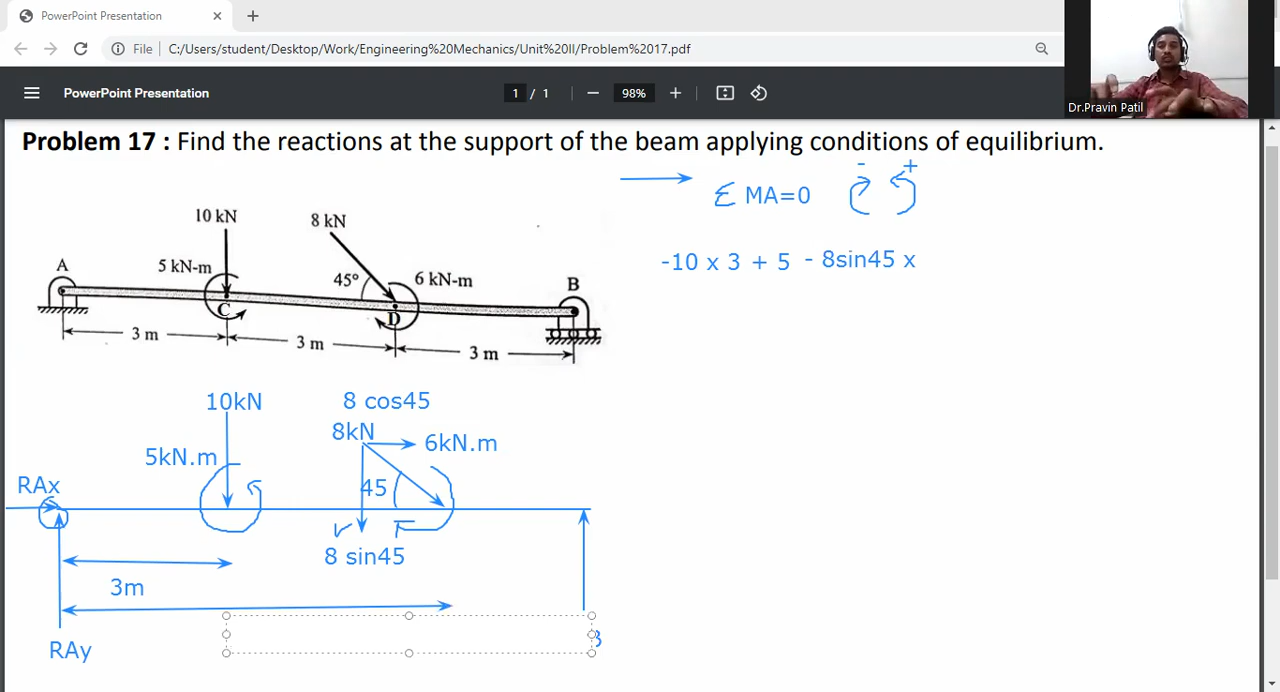 PowerPoint Presentation
File C:/Users/student/Desktop/Work/Engineering%20Mechanics/Unit%20II/Problem%2017.pdf
PowerPoint Presentation 1 / 1 98%
Dr.Pravin Patil
Problem 17 : Find the reactions at the support of the beam applying conditions of equilibrium.
Σ MA=0 - +
-10 x 3 + 5 - 8sin45 x
10 kN 8 kN
A 5 kN-m 45° 6 kN-m B
C D
3 m 3 m 3 m
10kN 8 cos45
8kN 6kN.m
5kN.m
RAx 45
8 sin45
3m
RAy